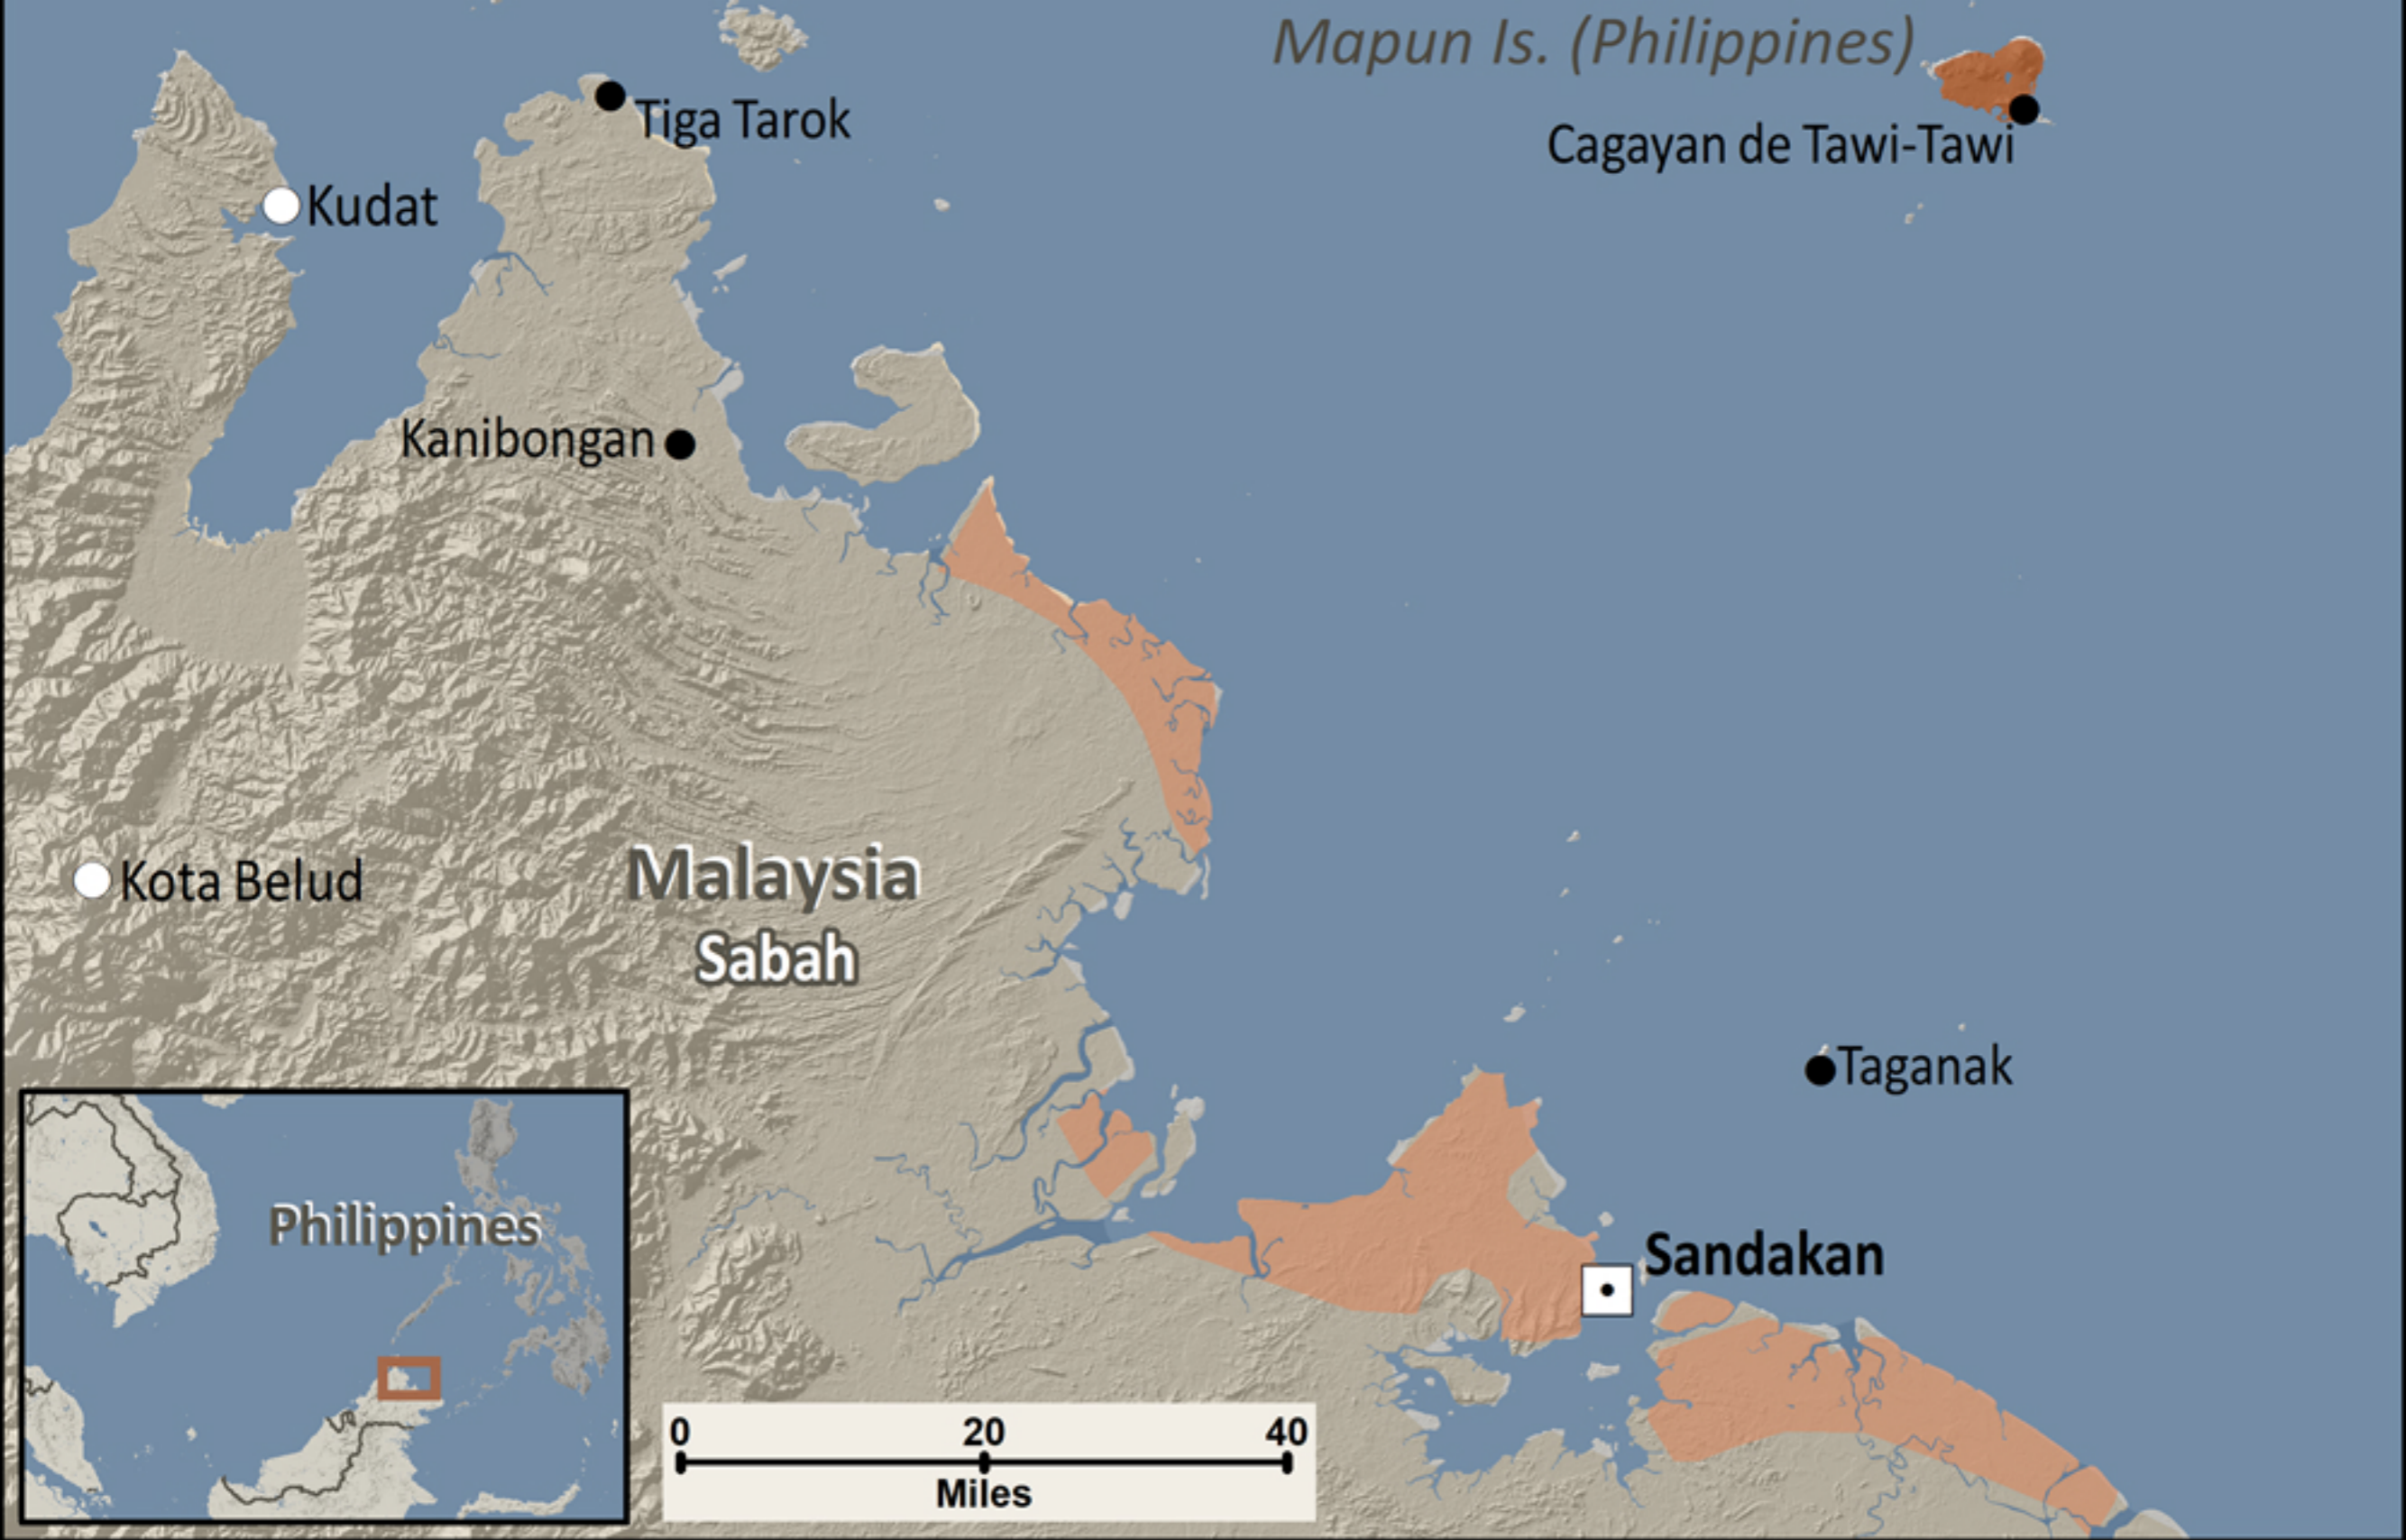 Mapun Is. (Philippines)
Tiga Tarok
Cagayan de Tawi-Tawi
Kudat
Kanibongan
Malaysia
Sabah
Kota Belud
Taganak
Philippines
Sandakan
0 20 40
Miles